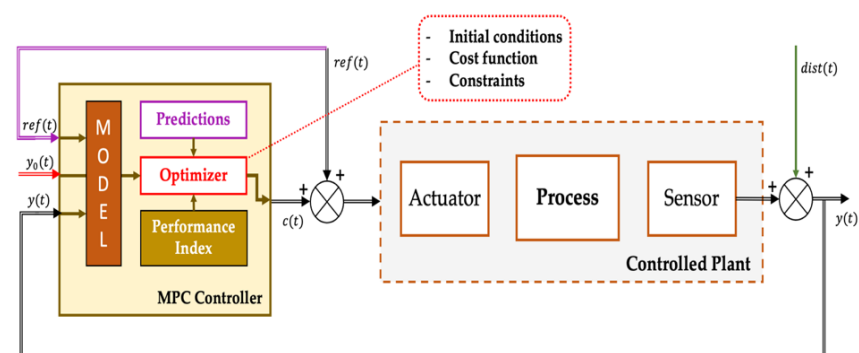 - Initial conditions
- Cost function
- Constraints
ref(t)
dist(t)
ref(t)
y₀(t)
y(t)
M
O
D
E
L
Predictions
Optimizer
Performance
Index
MPC Controller
+
+
c(t)
Actuator
Process
Sensor
Controlled Plant
+
+
y(t)